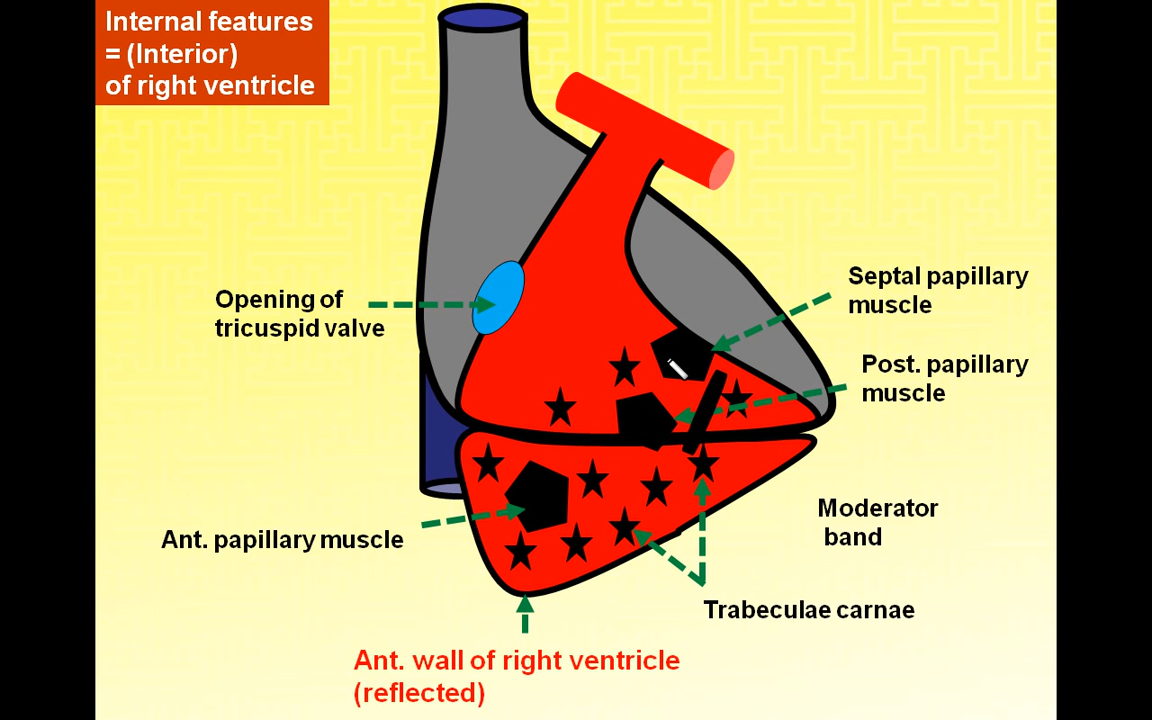 Internal features
= (Interior)
of right ventricle
Septal papillary
muscle
Opening of
tricuspid valve
Post. papillary
muscle
Moderator
band
Ant. papillary muscle
Trabeculae carnae
Ant. wall of right ventricle
(reflected)